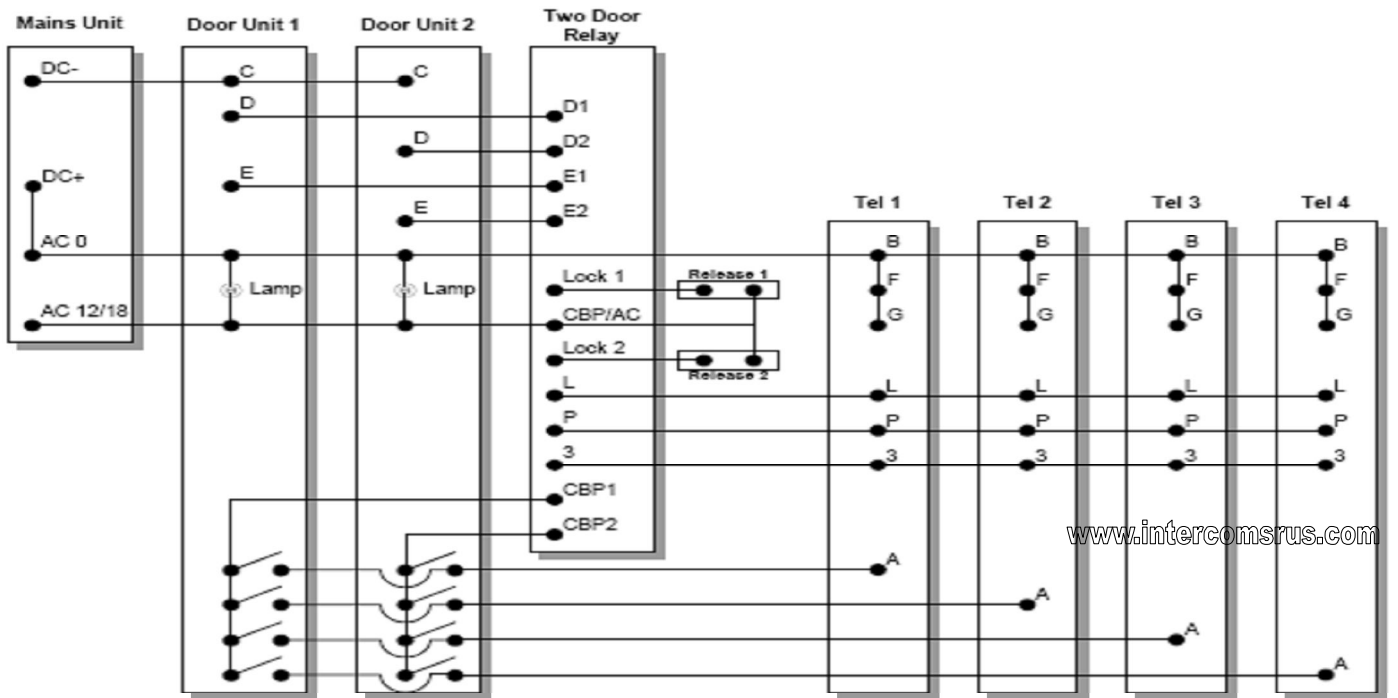 Mains Unit
Door Unit 1
Door Unit 2
Two Door
Relay
DC-
C
C
D
D1
D
D2
DC+
E
E1
E
E2
Tel 1
Tel 2
Tel 3
Tel 4
AC 0
B
B
B
B
Lamp
Lamp
Lock 1
Release 1
F
F
F
F
AC 12/18
CBP/AC
G
G
G
G
Lock 2
Release 2
L
L
L
L
L
P
P
P
P
P
3
3
3
3
3
CBP1
CBP2
www.intercomsrus.com
A
A
A
A